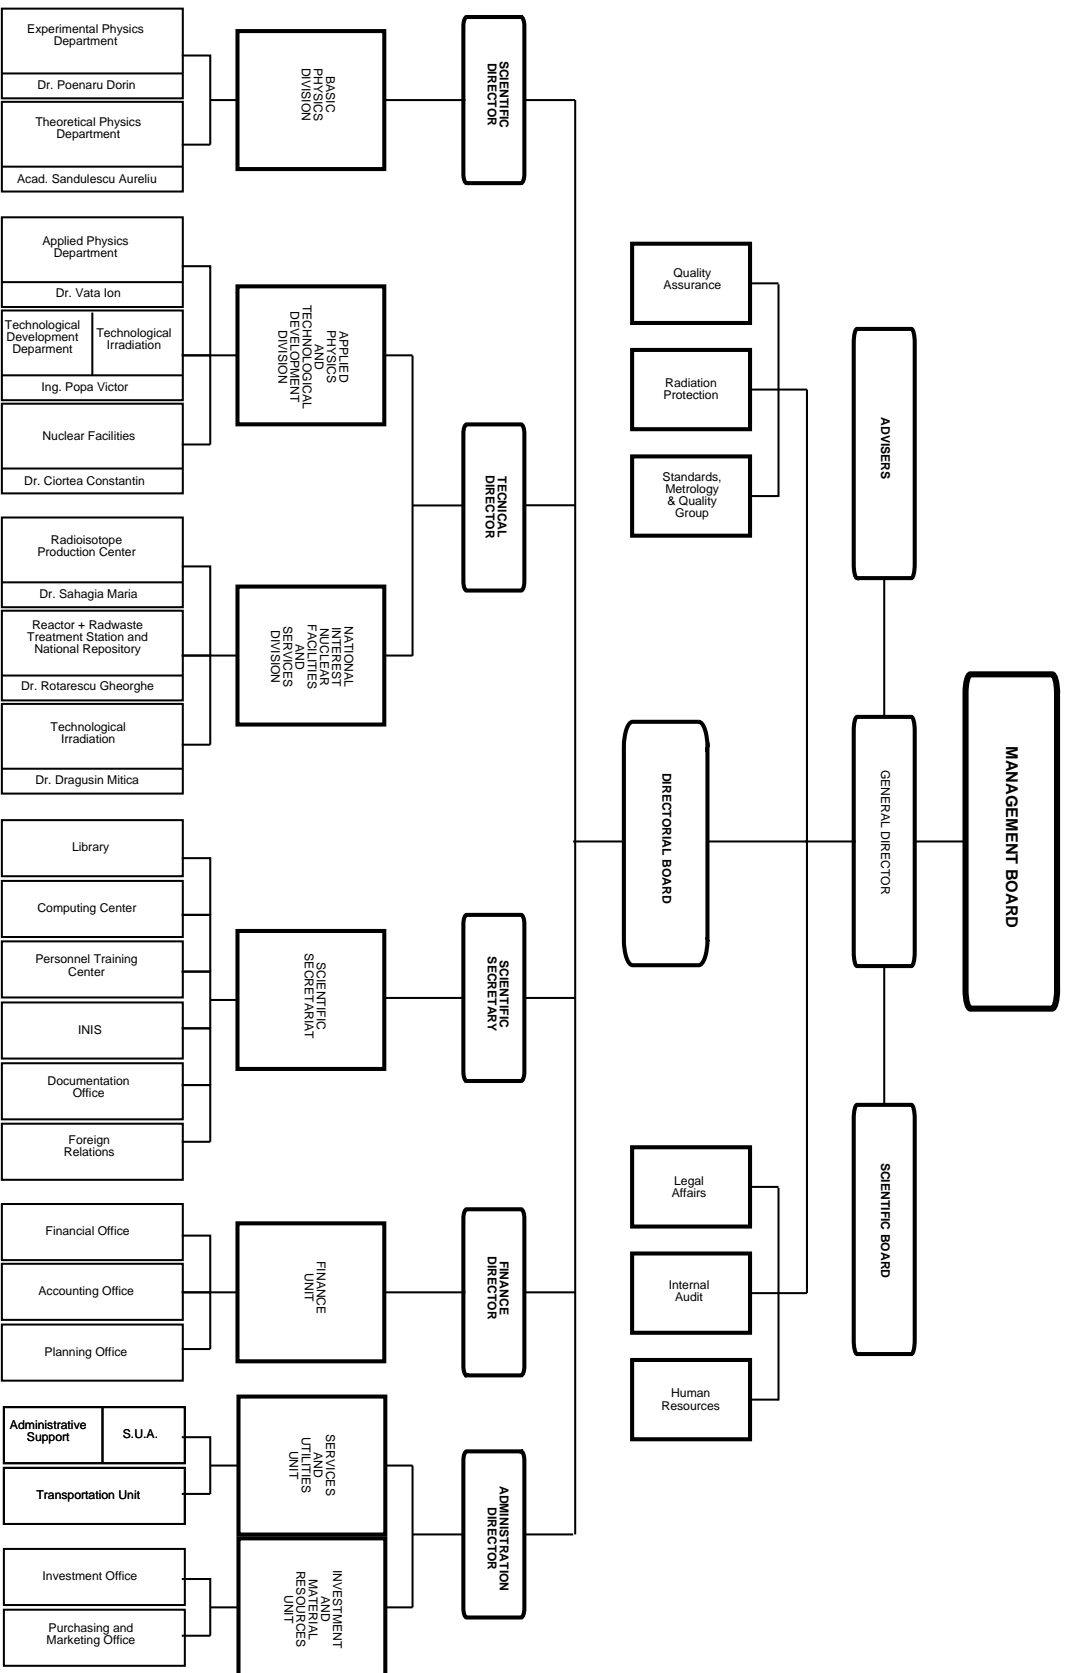 Experimental Physics
Department
Dr. Poenaru Dorin
Theoretical Physics
Department
Acad. Sandulescu Aureliu
BASIC
PHYSICS
DIVISION
SCIENTIFIC
DIRECTOR
Applied Physics
Department
Dr. Vata Ion
Technological
Development
Deparment
Technological
Irradiation
Ing. Popa Victor
Nuclear Facilities
Dr. Ciortea Constantin
APPLIED
PHYSICS
AND
TECHNOLOGICAL
DEVELOPMENT
DIVISION
TECNICAL
DIRECTOR
Radioisotope
Production Center
Dr. Sahagia Maria
Reactor + Radwaste
Treatment Station and
National Repository
Dr. Rotarescu Gheorghe
Technological
Irradiation
Dr. Dragusin Mitica
NATIONAL
INTEREST
NUCLEAR
FACILITIES
AND
SERVICES
DIVISION
Quality
Assurance
Radiation
Protection
Standards,
Metrology
& Quality
Group
ADVISERS
MANAGEMENT BOARD
GENERAL DIRECTOR
DIRECTORIAL BOARD
SCIENTIFIC BOARD
Library
Computing Center
Personnel Training
Center
INIS
Documentation
Office
Foreign
Relations
SCIENTIFIC
SECRETARIAT
SCIENTIFIC
SECRETARY
Legal
Affairs
Internal
Audit
Human
Resources
Financial Office
Accounting Office
Planning Office
FINANCE
UNIT
FINANCE
DIRECTOR
Administrative
Support
S.U.A.
Transportation Unit
SERVICES
AND
UTILITIES
UNIT
ADMINISTRATION
DIRECTOR
Investment Office
Purchasing and
Marketing Office
INVESTMENT
AND
MATERIAL
RESOURCES
UNIT